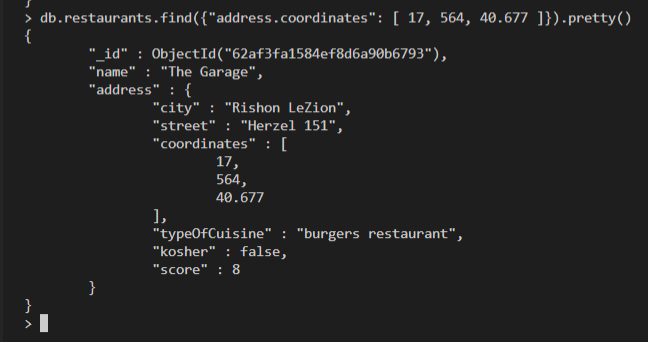 }
> db.restaurants.find({"address.coordinates": [ 17, 564, 40.677 ]}).pretty()
{
        "_id" : ObjectId("62af3fa1584ef8d6a90b6793"),
        "name" : "The Garage",
        "address" : {
                "city" : "Rishon LeZion",
                "street" : "Herzel 151",
                "coordinates" : [
                        17,
                        564,
                        40.677
                ],
                "typeOfCuisine" : "burgers restaurant",
                "kosher" : false,
                "score" : 8
        }
}
>